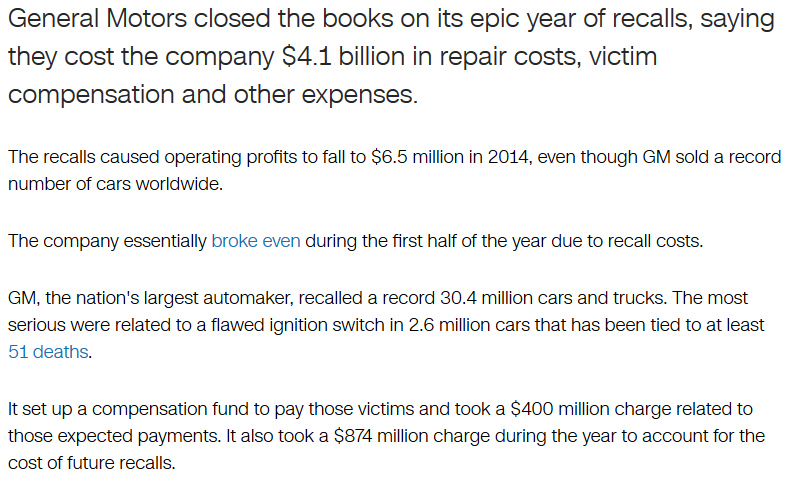 General Motors closed the books on its epic year of recalls, saying
they cost the company $4.1 billion in repair costs, victim
compensation and other expenses.
The recalls caused operating profits to fall to $6.5 million in 2014, even though GM sold a record
number of cars worldwide.
The company essentially broke even during the first half of the year due to recall costs.
GM, the nation's largest automaker, recalled a record 30.4 million cars and trucks. The most
serious were related to a flawed ignition switch in 2.6 million cars that has been tied to at least
51 deaths.
It set up a compensation fund to pay those victims and took a $400 million charge related to
those expected payments. It also took a $874 million charge during the year to account for the
cost of future recalls.